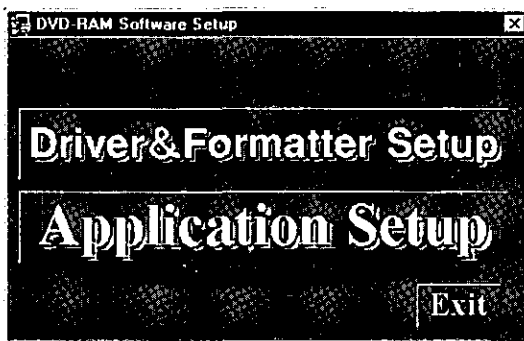 DVD-RAM Software Setup
Driver&Formatter Setup
Application Setup
Exit